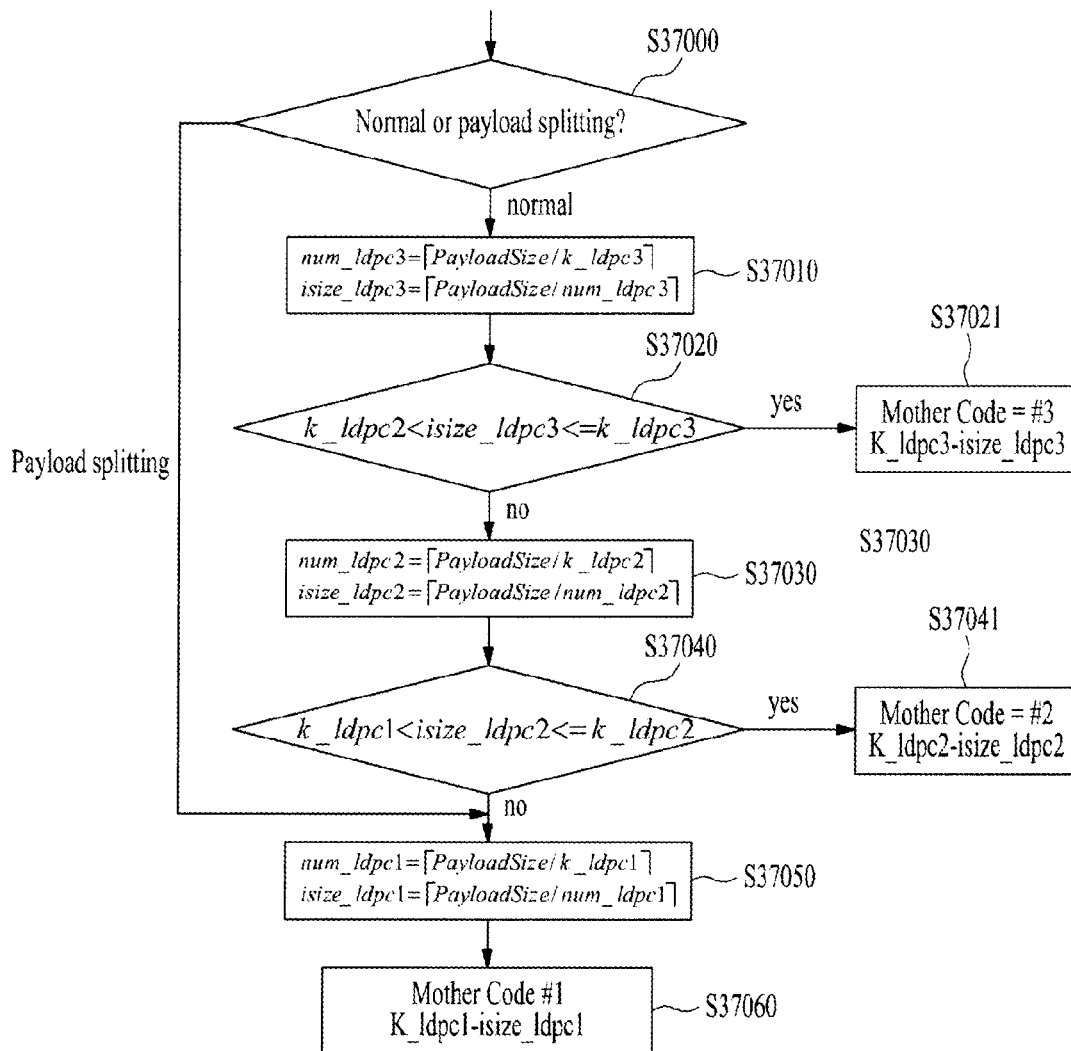 S37000
Normal or payload splitting?
normal
num_ldpc3=⌈PayloadSize/k_ldpc3⌉
isize_ldpc3=⌈PayloadSize/num_ldpc3⌉
S37010
S37020
S37021
k_ldpc2<isize_ldpc3<=k_ldpc3
yes
Mother Code = #3
K_ldpc3-isize_ldpc3
Payload splitting
no
S37030
num_ldpc2=⌈PayloadSize/k_ldpc2⌉
isize_ldpc2=⌈PayloadSize/num_ldpc2⌉
S37030
S37040
S37041
k_ldpc1<isize_ldpc2<=k_ldpc2
yes
Mother Code = #2
K_ldpc2-isize_ldpc2
no
num_ldpc1=⌈PayloadSize/k_ldpc1⌉
isize_ldpc1=⌈PayloadSize/num_ldpc1⌉
S37050
Mother Code #1
K_ldpc1-isize_ldpc1
S37060